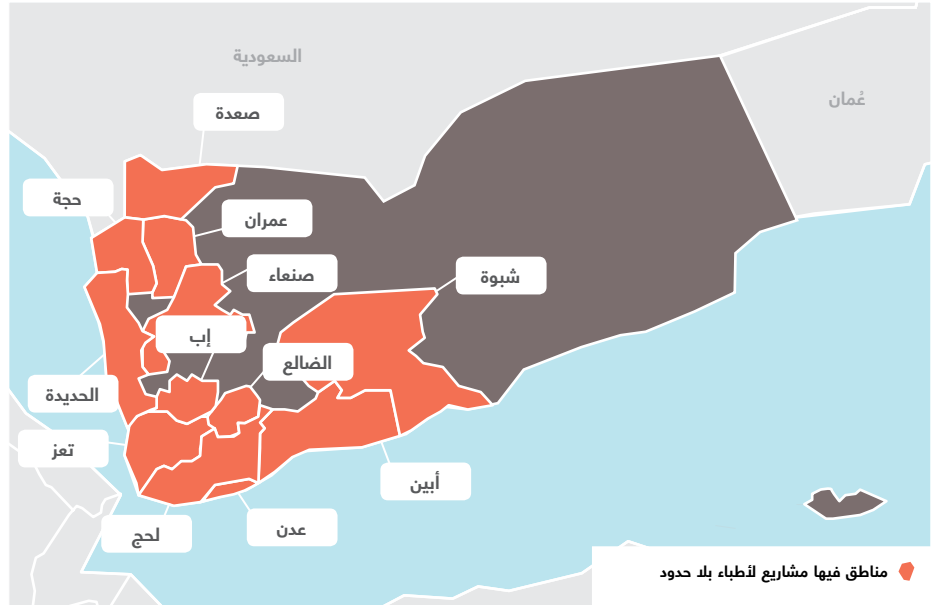 السعودية
عُمان
صعدة
حجة
عمران
صنعاء
شبوة
إب
الضالع
الحديدة
تعز
أبين
لحج
عدن
مناطق فيها مشاريع لأطباء بلا حدود